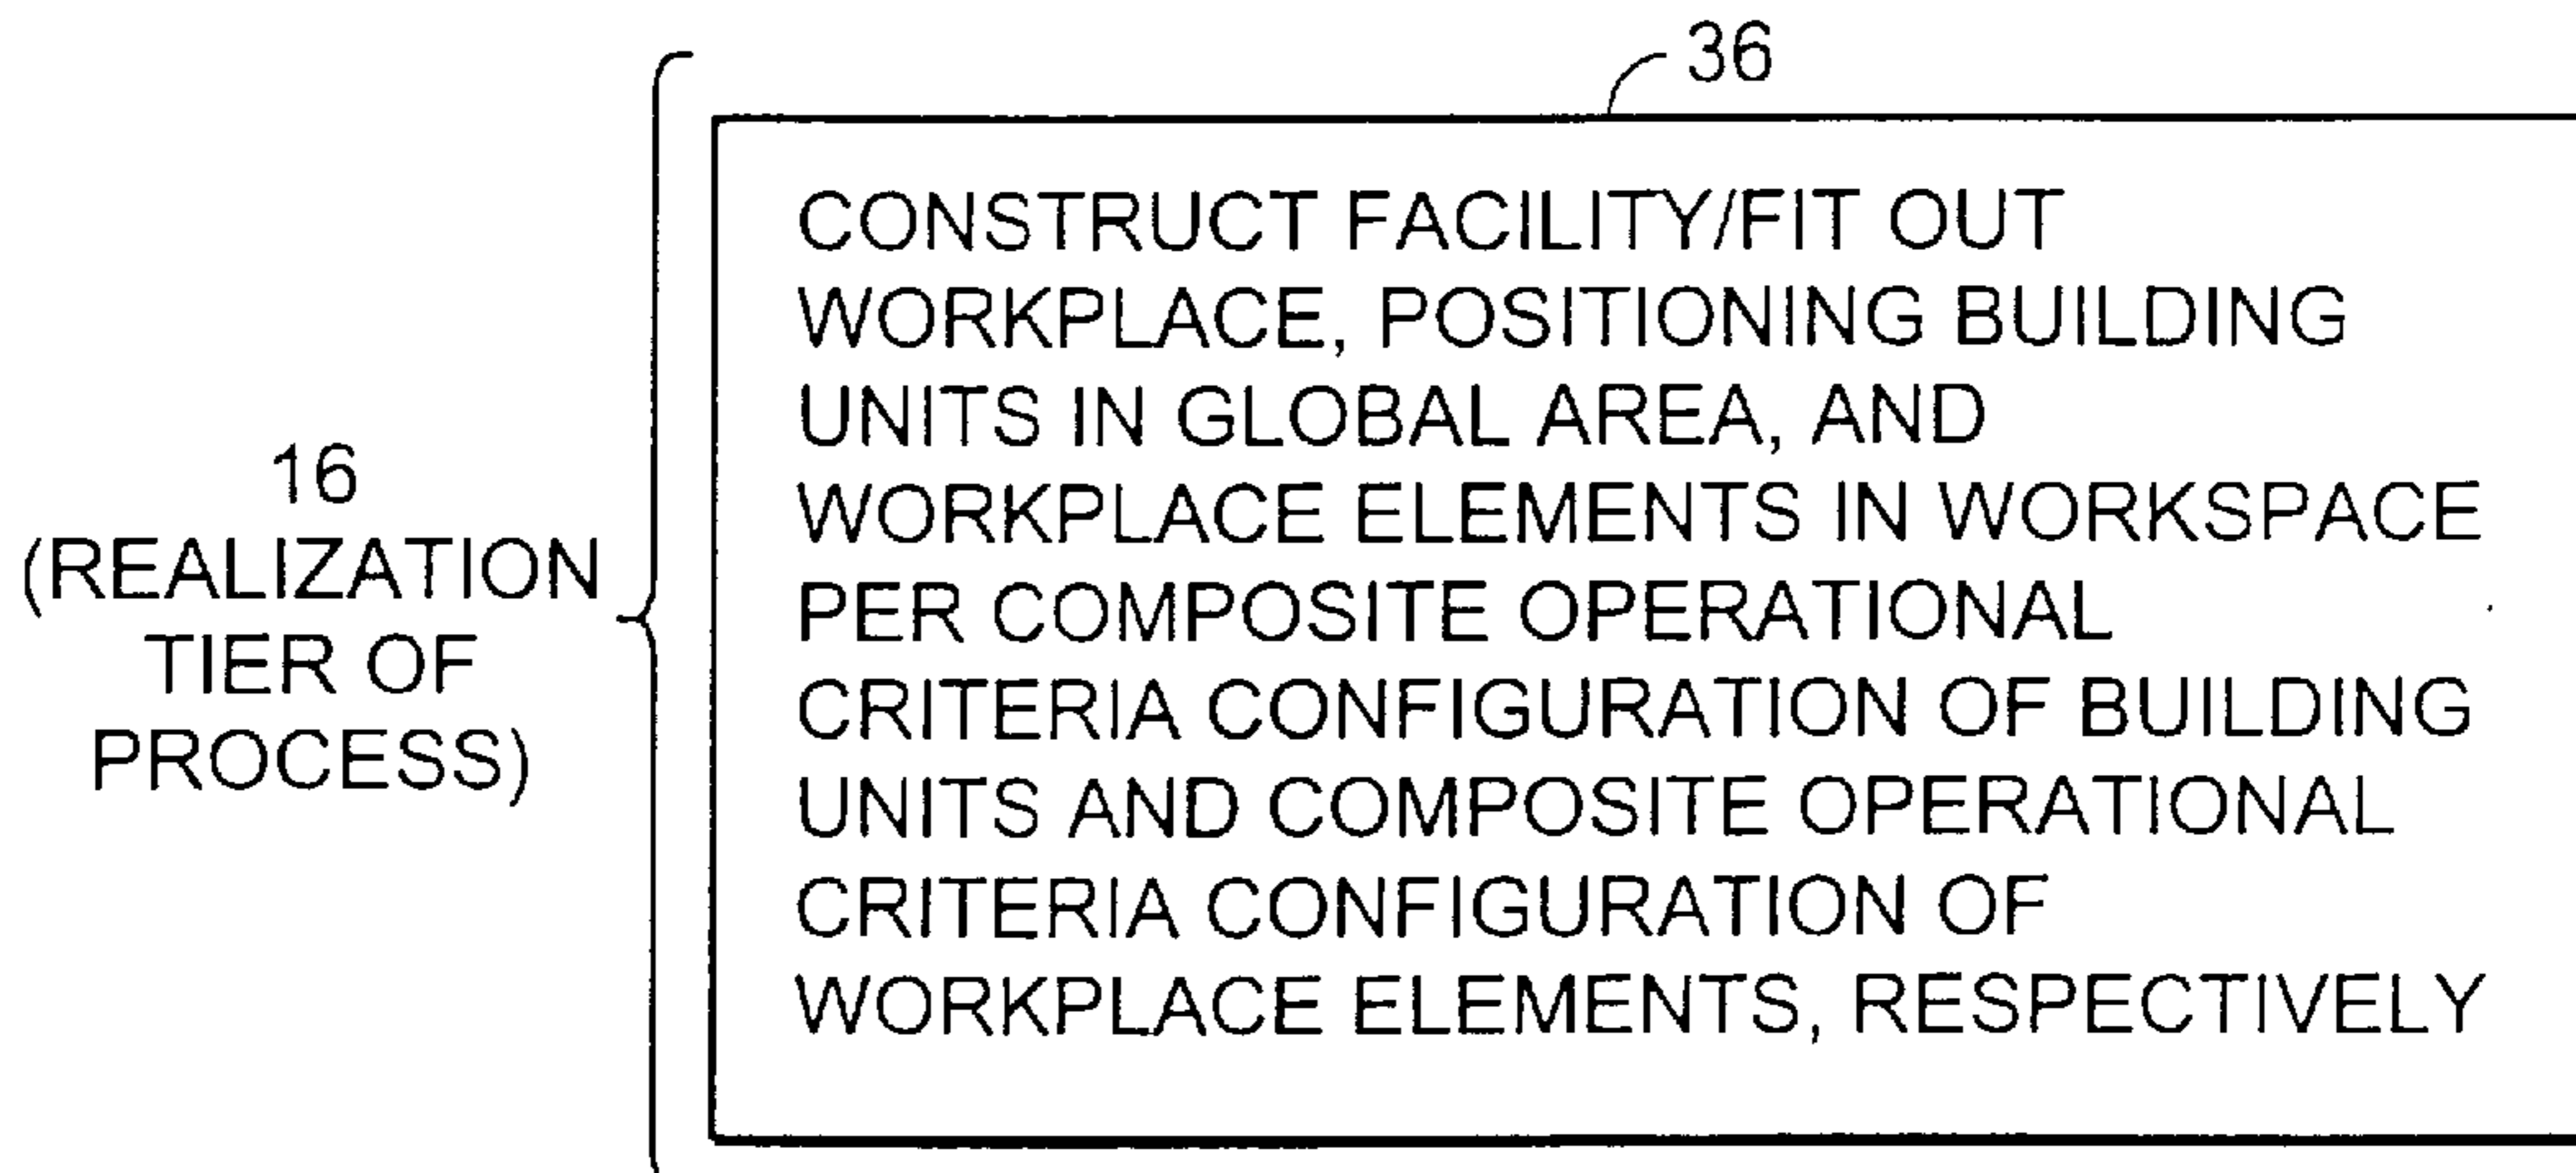 36
CONSTRUCT FACILITY/FIT OUT
WORKPLACE, POSITIONING BUILDING
UNITS IN GLOBAL AREA, AND
WORKPLACE ELEMENTS IN WORKSPACE
PER COMPOSITE OPERATIONAL
CRITERIA CONFIGURATION OF BUILDING
UNITS AND COMPOSITE OPERATIONAL
CRITERIA CONFIGURATION OF
WORKPLACE ELEMENTS, RESPECTIVELY
16
(REALIZATION
TIER OF
PROCESS)